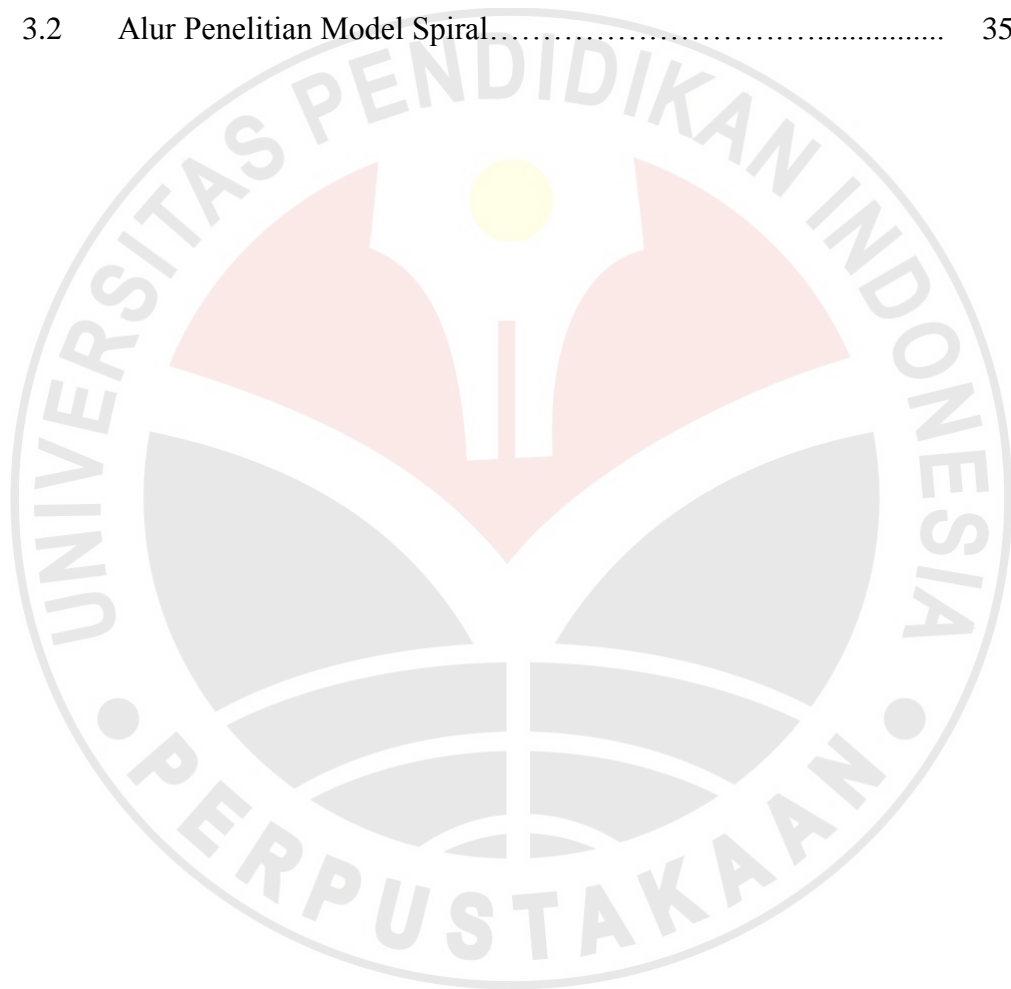 3.2 Alur Penelitian Model Spiral…………………………….................. 35
UNIVERSITAS PENDIDIKAN INDONESIA
PERPUSTAKAAN